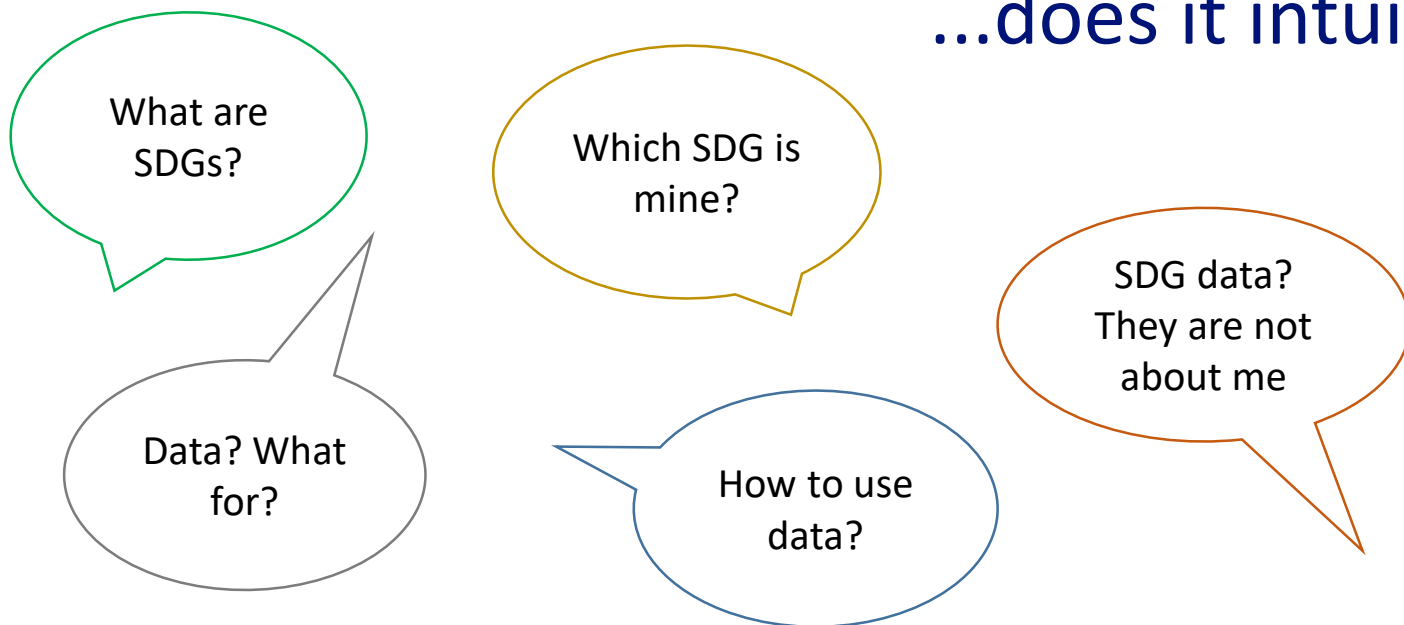 ...does it intui
What are
SDGs?
Which SDG is
mine?
SDG data?
They are not
about me
Data? What
for?
How to use
data?